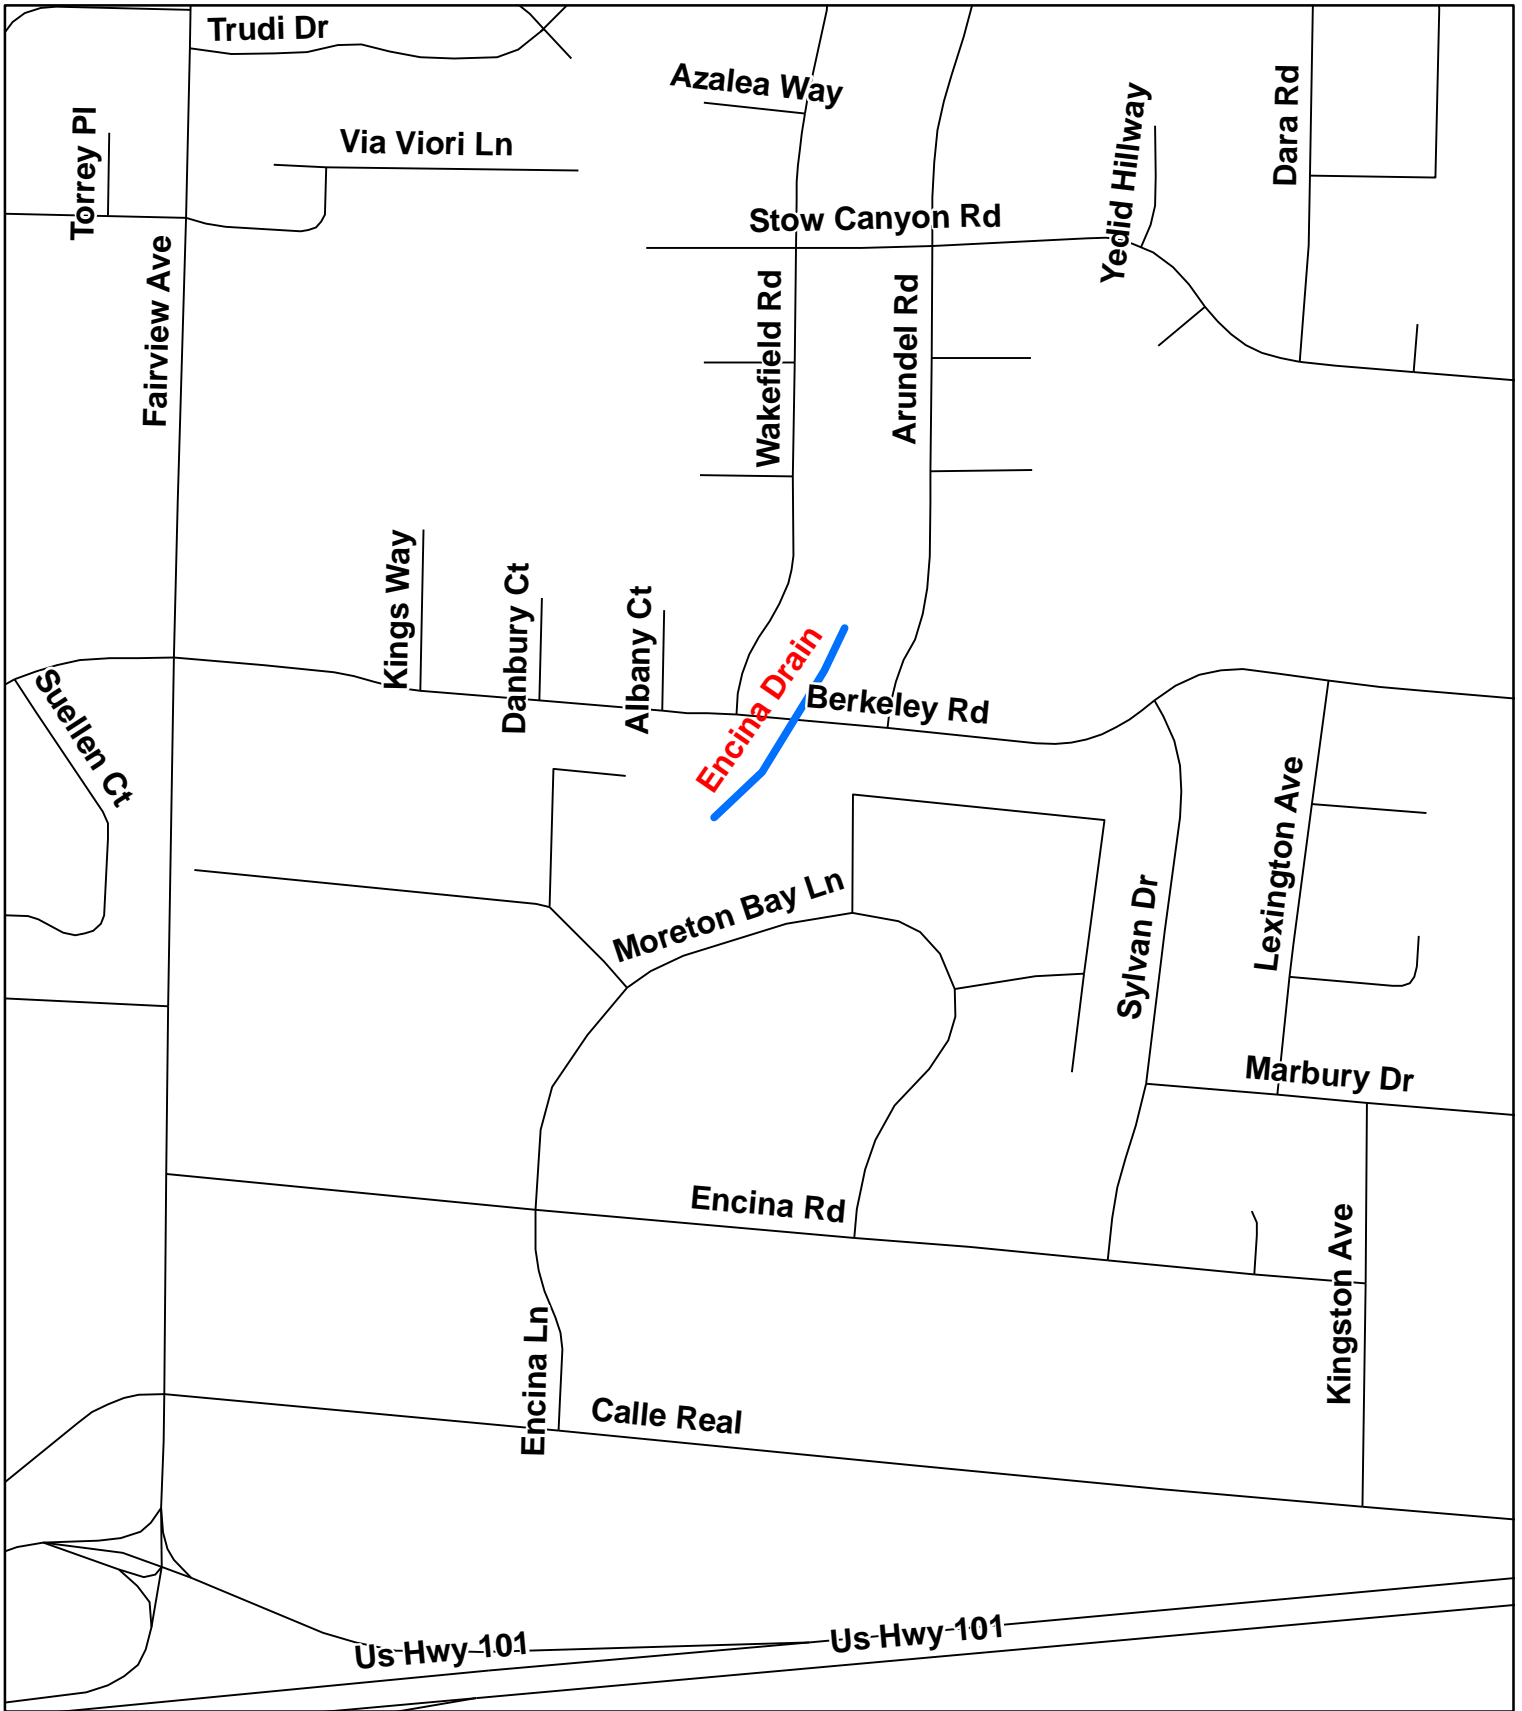 Trudi Dr
Azalea Way
Torrey Pl
Via Viori Ln
Yedid Hillway
Dara Rd
Stow Canyon Rd
Fairview Ave
Wakefield Rd
Arundel Rd
Kings Way
Danbury Ct
Albany Ct
Encina Drain
Berkeley Rd
Suellen Ct
Moreton Bay Ln
Sylvan Dr
Lexington Ave
Marbury Dr
Encina Rd
Kingston Ave
Encina Ln
Calle Real
Us Hwy 101
Us Hwy 101